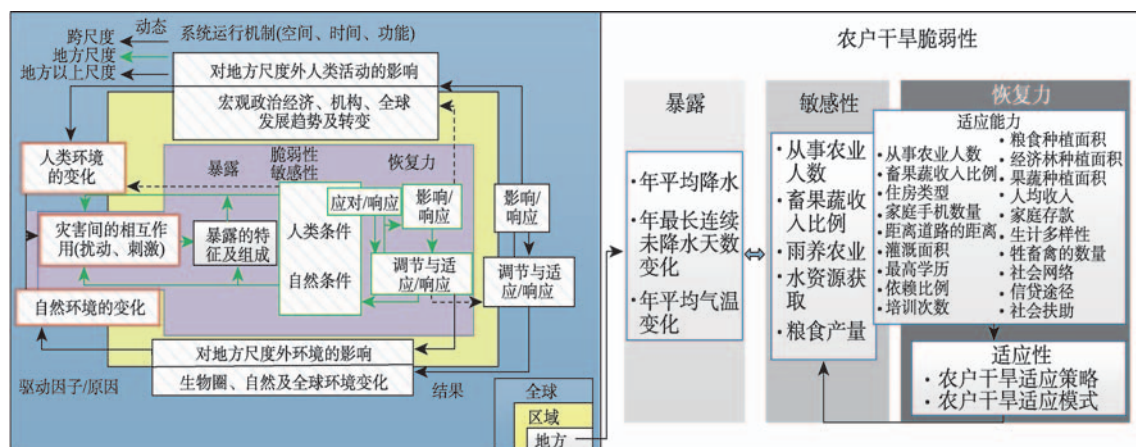 动态
系统运行机制(空间、时间、功能)
跨尺度
地方尺度
地方以上尺度
对地方尺度外人类活动的影响
宏观政治经济、机构、全球
发展趋势及转变
人类环境
的变化
脆弱性
暴露
敏感性
恢复力
应对/响应
影响/
响应
影响/
响应
灾害间的相互作
用(扰动、刺激)
暴露的特
征及组成
人类条件
自然条件
调节与适
应/响应
调节与适
应/响应
自然环境的变化
对地方尺度外环境的影响
生物圈、自然及全球环境变化
驱动因子/原因
结果
全球
区域
地方
农户干旱脆弱性
暴露
• 年平均降水
• 年最长连续
未降水天数
变化
• 年平均气温
变化
敏感性
• 从事农业
人数
• 畜果蔬收
入比例
• 雨养农业
• 水资源获
取
• 粮食产量
恢复力
适应能力
• 从事农业人数
• 畜果蔬收入比例
• 住房类型
• 家庭手机数量
• 距离道路的距离
• 灌溉面积
• 最高学历
• 依赖比例
• 培训次数
• 粮食种植面积
• 经济林种植面积
• 果蔬种植面积
• 人均收入
• 家庭存款
• 生计多样性
• 牲畜禽的数量
• 社会网络
• 信贷途径
• 社会扶助
适应性
• 农户干旱适应策略
• 农户干旱适应模式